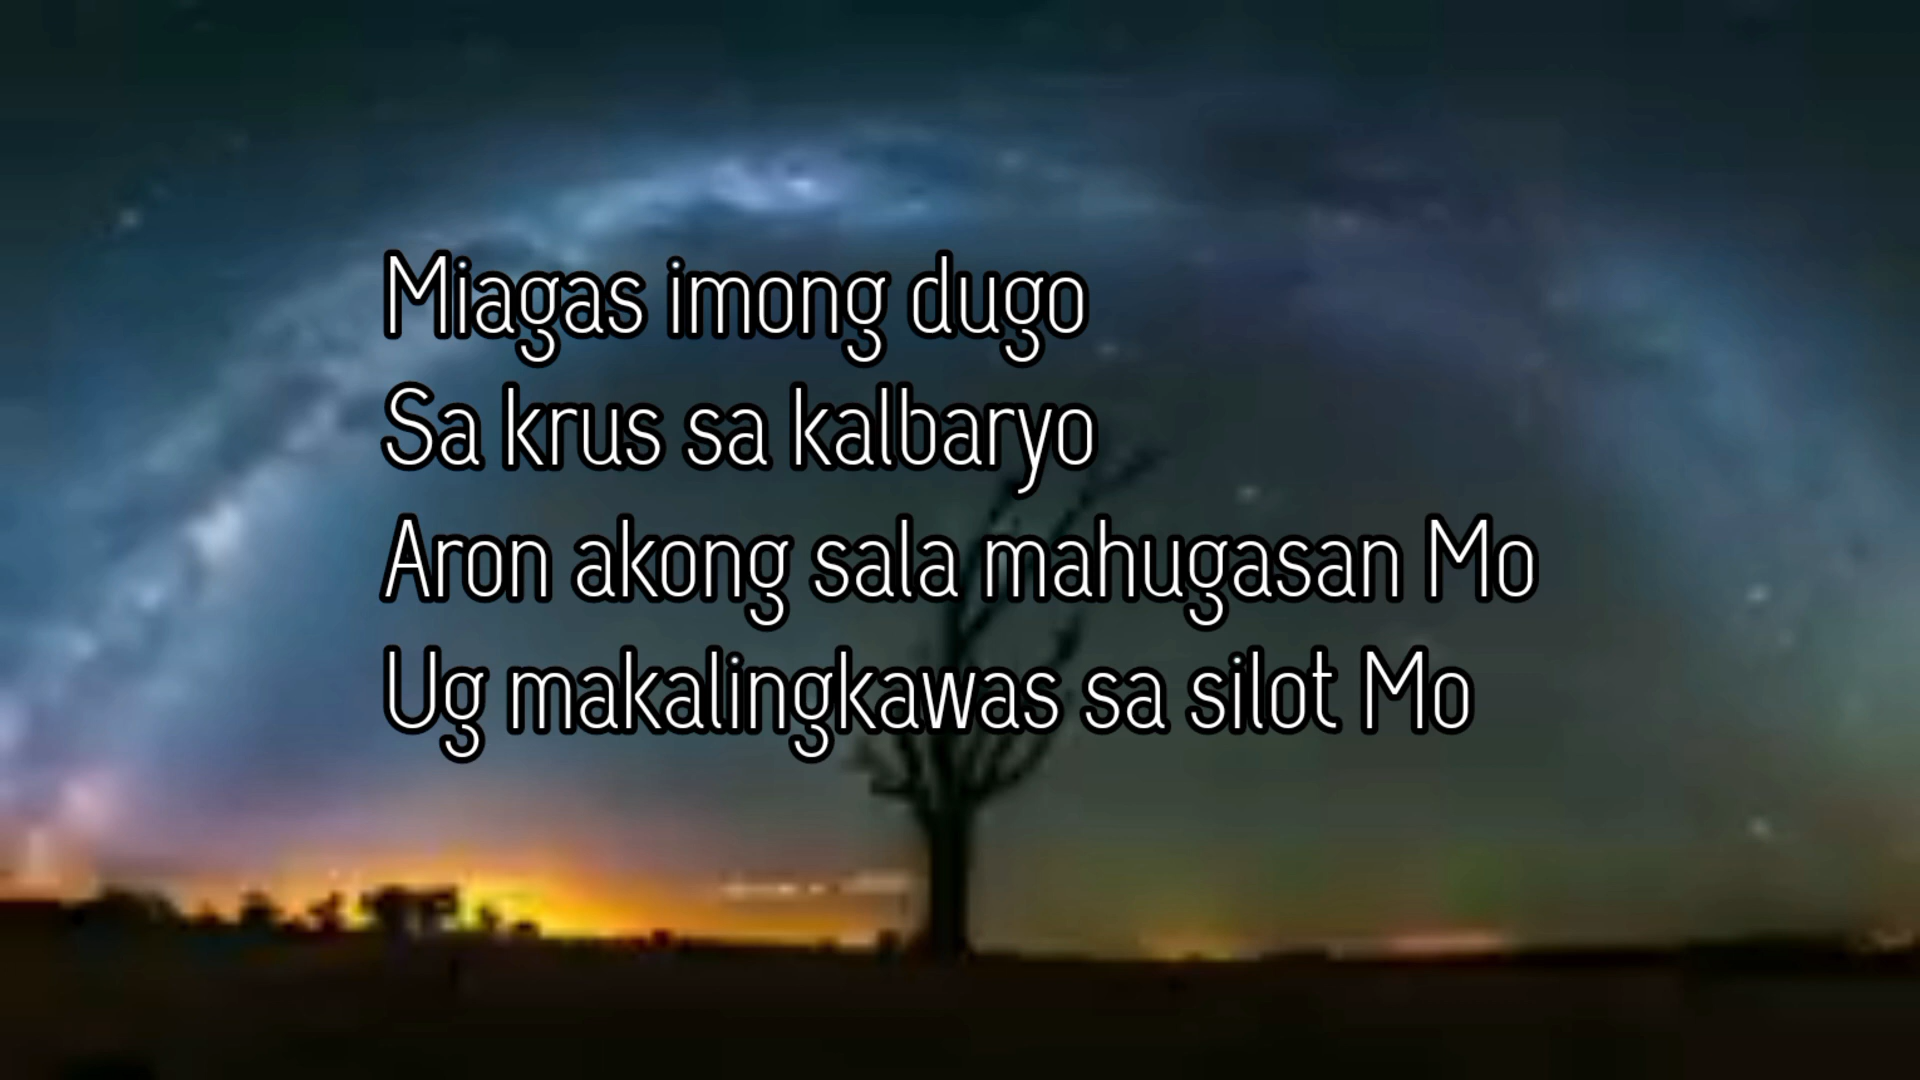 Miagas imong dugo
Sa krus sa kalbaryo
Aron akong sala mahugasan Mo
Ug makalingkawas sa silot Mo